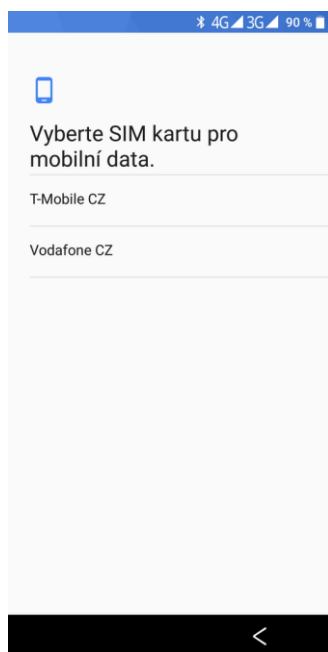 4G 3G 90 %
Vyberte SIM kartu pro
mobilní data.
T-Mobile CZ
Vodafone CZ